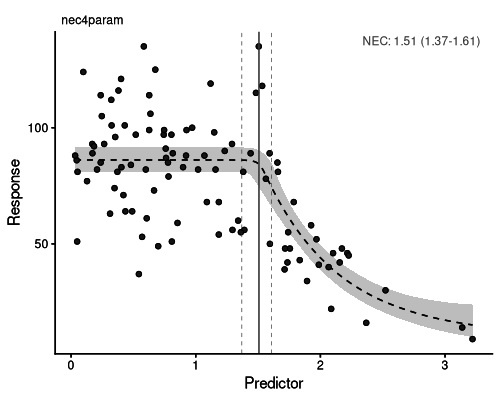 nec4param
NEC: 1.51 (1.37-1.61)
Response
100
50
0
1
2
3
Predictor